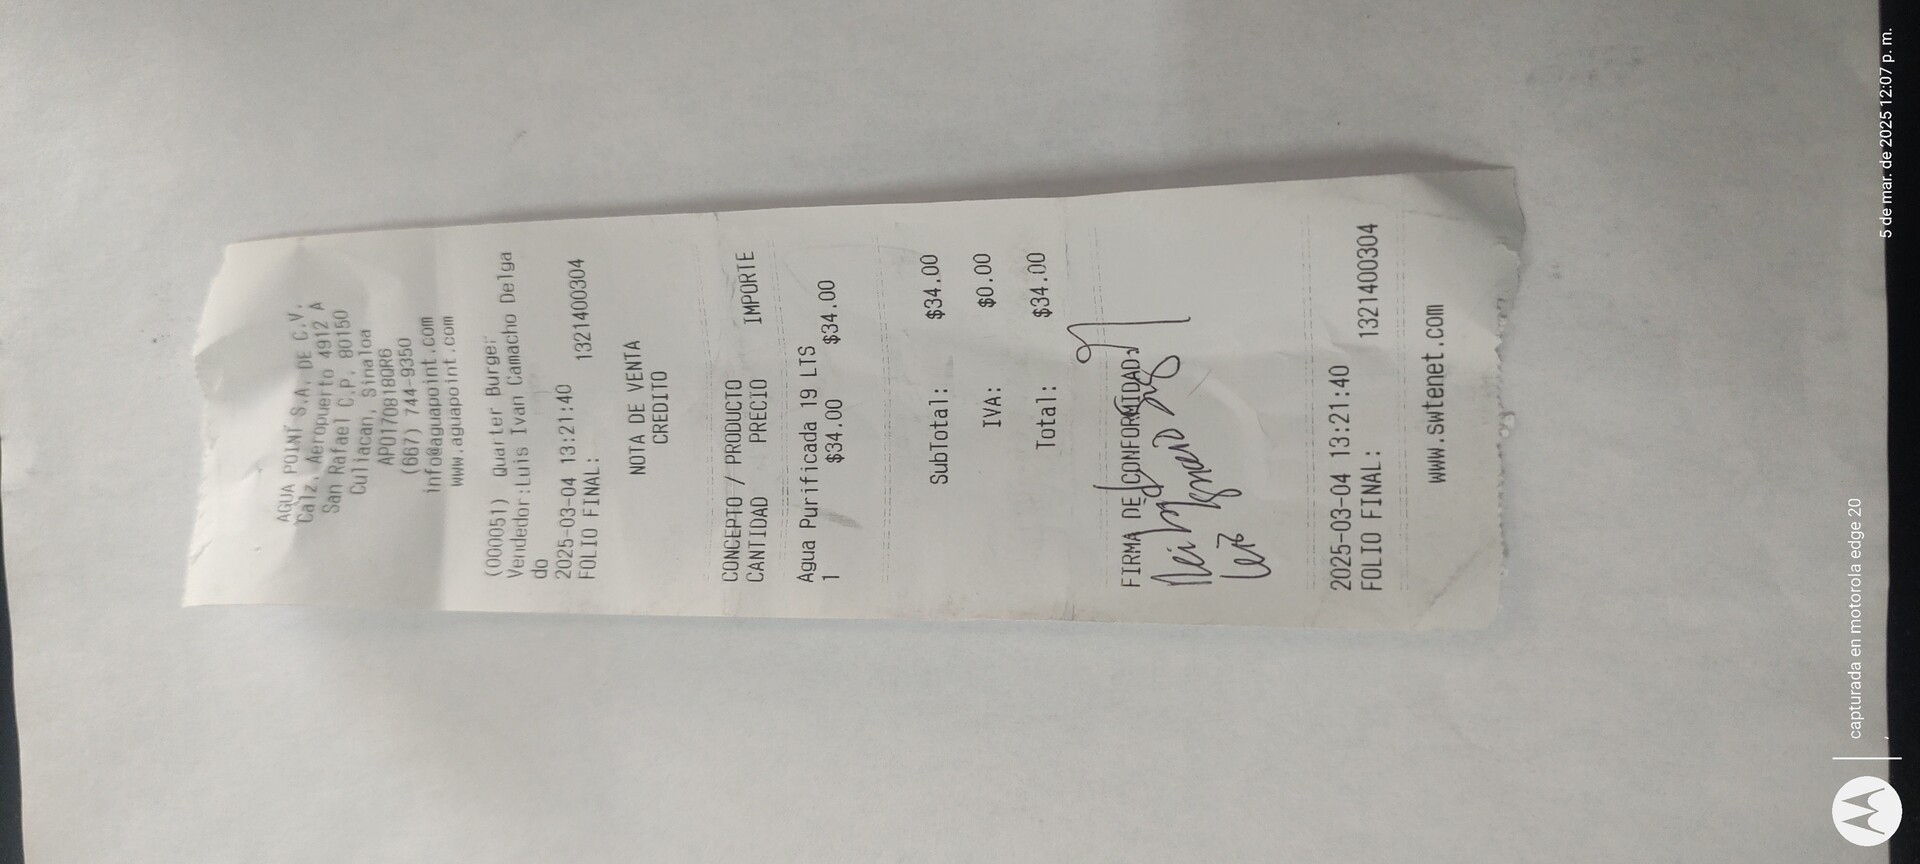 AGUA POINT S.A. DE C.V.
Calz. Aeropuerto 4912 A
San Rafael C.P. 80150
Culiacan, Sinaloa
APO170818QR6
(667) 744-9350
info@aguapoint.com
www.aguapoint.com
(000051) Quarter Burger
Vendedor:Luis Ivan Camacho Delga
do
2025-03-04 13:21:40
FOLIO FINAL: 1321400304
NOTA DE VENTA
CREDITO
CONCEPTO / PRODUCTO
CANTIDAD PRECIO IMPORTE
Agua Purificada 19 LTS
1 $34.00 $34.00
SubTotal: $34.00
IVA: $0.00
Total: $34.00
FIRMA DE CONFORMIDAD:
2025-03-04 13:21:40
FOLIO FINAL: 1321400304
www.swtenet.com
capturada en motorola edge 20
5 de mar. de 2025 12:07 p. m.